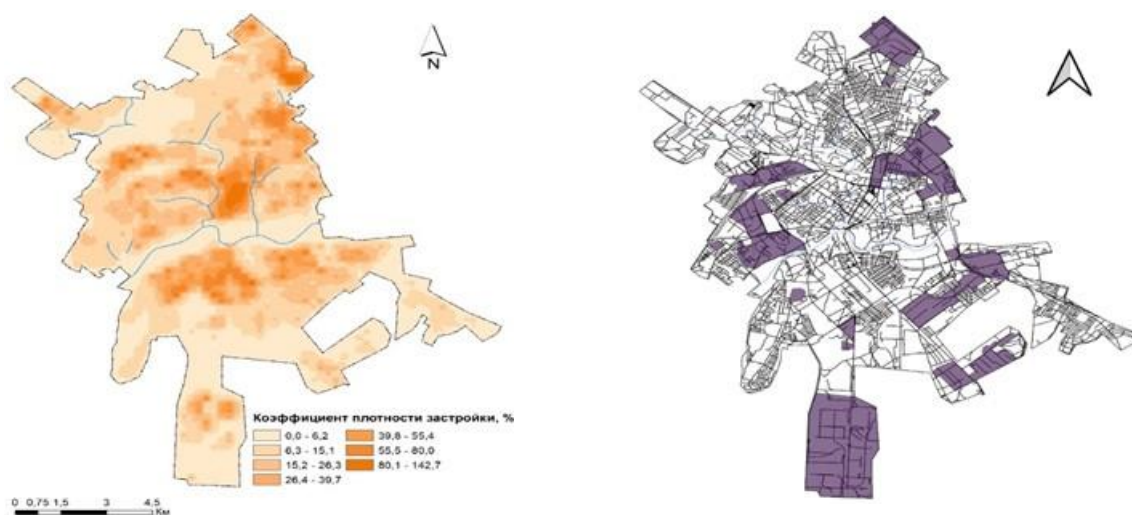 N
Коэффициент плотности застройки, %
0,0 - 6,2
39,8 - 55,4
6,3 - 15,1
55,5 - 80,0
15,2 - 26,3
80,1 - 142,7
26,4 - 39,7
0 0,75 1,5 3 4,5
Км